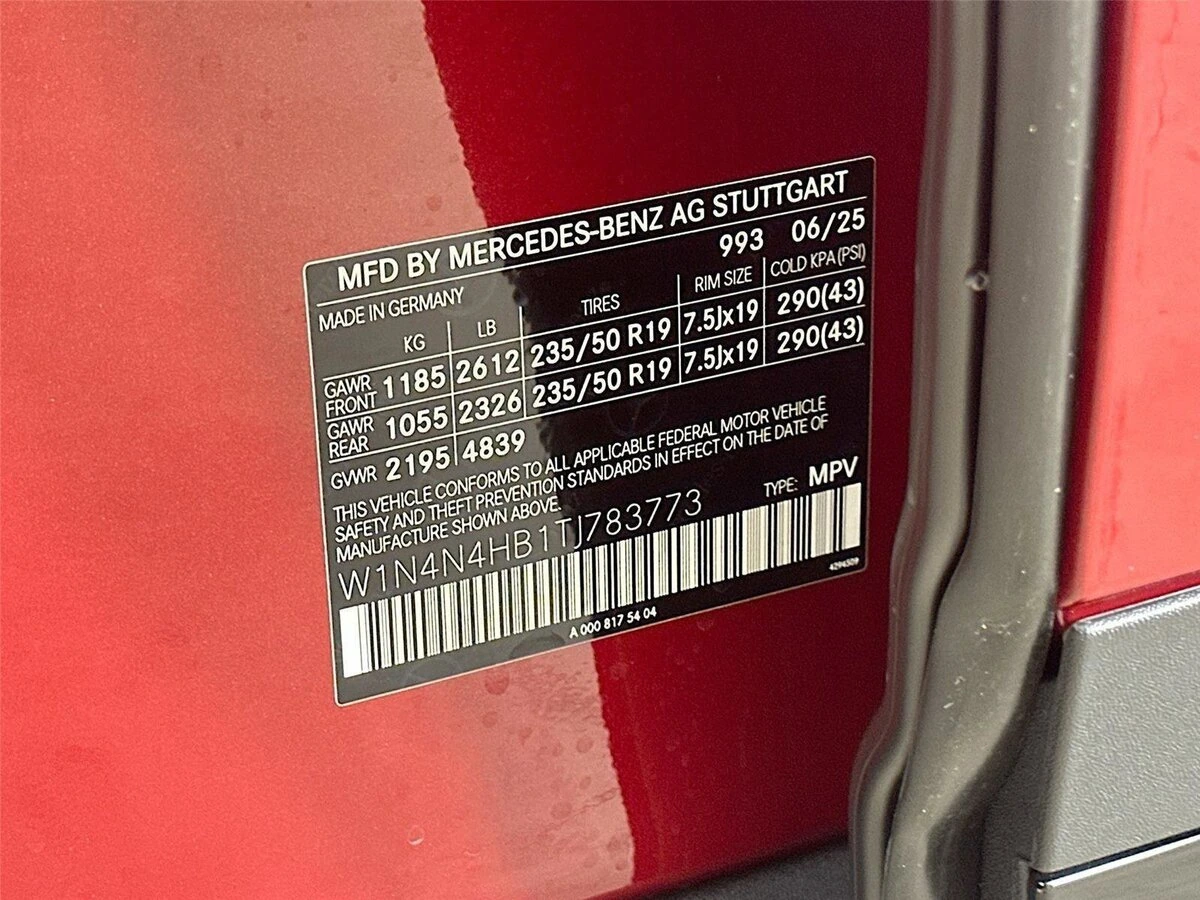 MFD BY MERCEDES-BENZ AG STUTTGART
MADE IN GERMANY 993 06/25
KG LB TIRES RIM SIZE COLD KPA(PSI)
GAWR FRONT 1185 2612 235/50 R19 7.5Jx19 290(43)
GAWR REAR 1055 2326 235/50 R19 7.5Jx19 290(43)
GVWR 2195 4839
THIS VEHICLE CONFORMS TO ALL APPLICABLE FEDERAL MOTOR VEHICLE
SAFETY AND THEFT PREVENTION STANDARDS IN EFFECT ON THE DATE OF
MANUFACTURE SHOWN ABOVE.
TYPE: MPV
W1N4N4HB1TJ783773
A 000 817 54 04
4294509